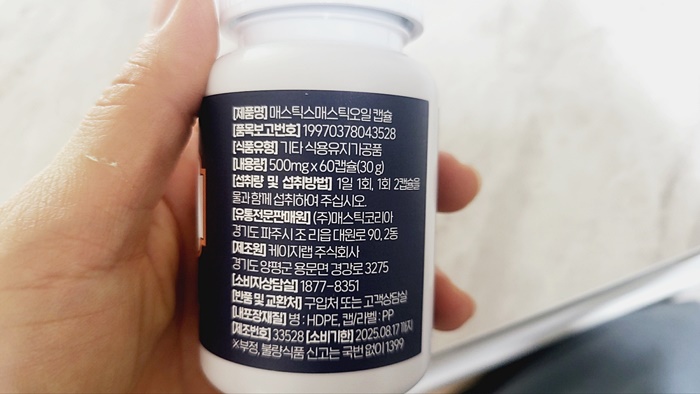 [제품명] 매스틱스매스틱오일 캡슐
[품목보고번호] 19970378043528
[식품유형] 기타 식용유지가공품
[내용량] 500mg x 60캡슐(30 g)
[섭취량 및 섭취방법] 1일 1회, 1회 2캡슐을
물과 함께 섭취하여 주십시오.
[유통전문판매원] (주)매스틱코리아
경기도 파주시 조리읍 대원로 90, 2동
[제조원] 케이지랩 주식회사
경기도 양평군 용문면 경강로 3275
[소비자상담실] 1877-8351
[반품 및 교환처] 구입처 또는 고객상담실
[내포장재질] 병 : HDPE, 캡/라벨 : PP
[제조번호] 33528 [소비기한] 2025.08.17 까지
※부정, 불량식품 신고는 국번 없이 1399